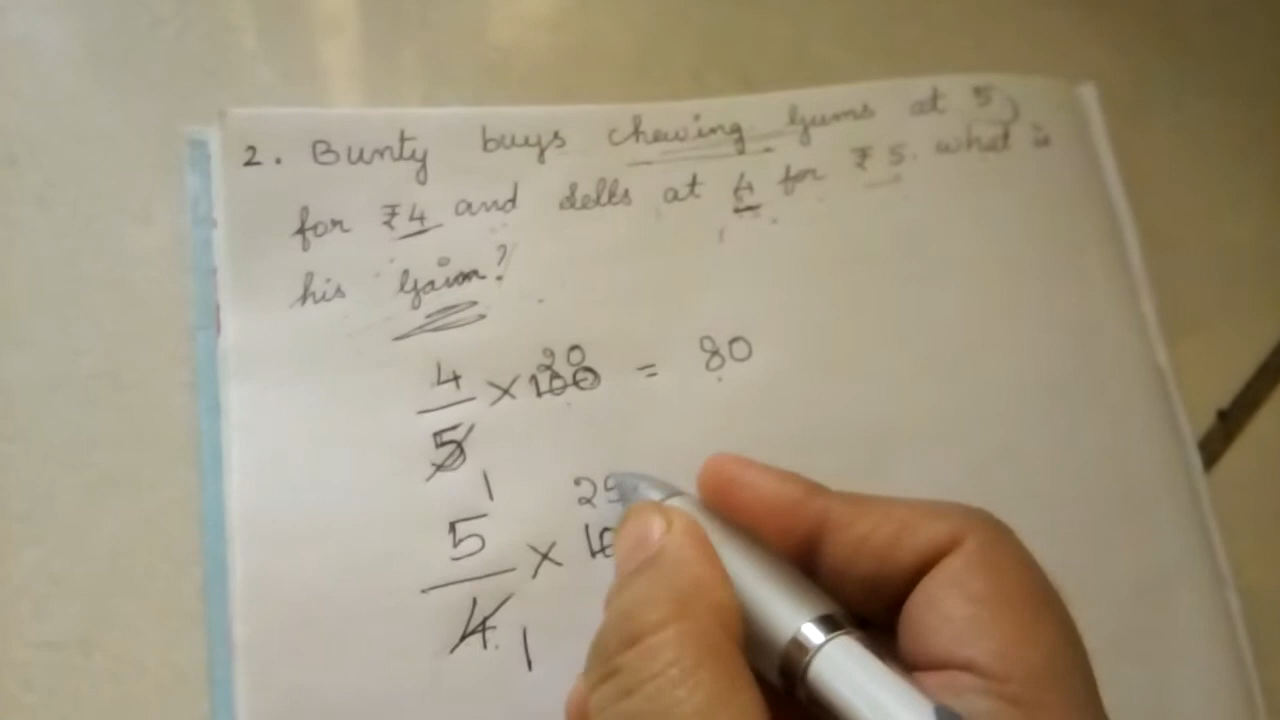 2. Bunty buys chewing gums at 5
for ₹4 and sells at 4 for ₹5. what is
his Gain?
20
4/5 × 100 = 80
1
25
5/4 × 10
1